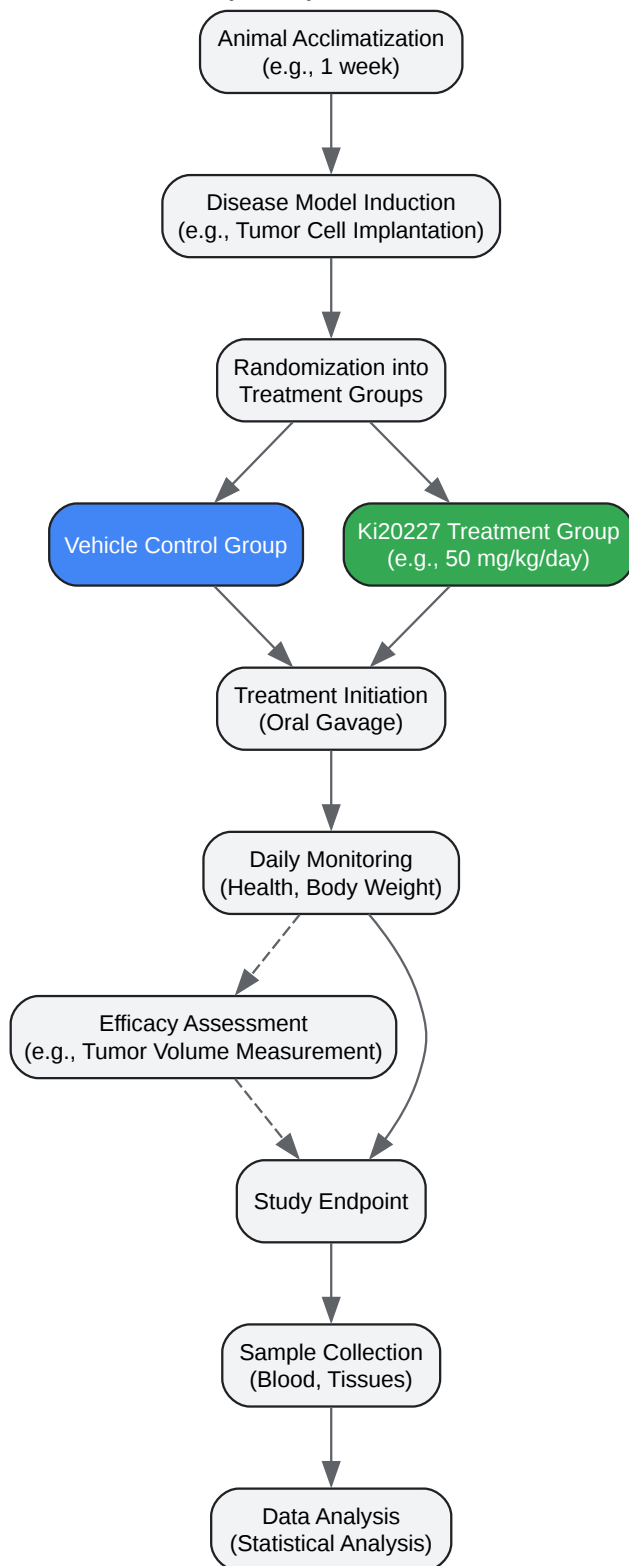 Animal Acclimatization
(e.g., 1 week)
Disease Model Induction
(e.g., Tumor Cell Implantation)
Randomization into
Treatment Groups
Vehicle Control Group
Ki20227 Treatment Group
(e.g., 50 mg/kg/day)
Treatment Initiation
(Oral Gavage)
Daily Monitoring
(Health, Body Weight)
Efficacy Assessment
(e.g., Tumor Volume Measurement)
Study Endpoint
Sample Collection
(Blood, Tissues)
Data Analysis
(Statistical Analysis)